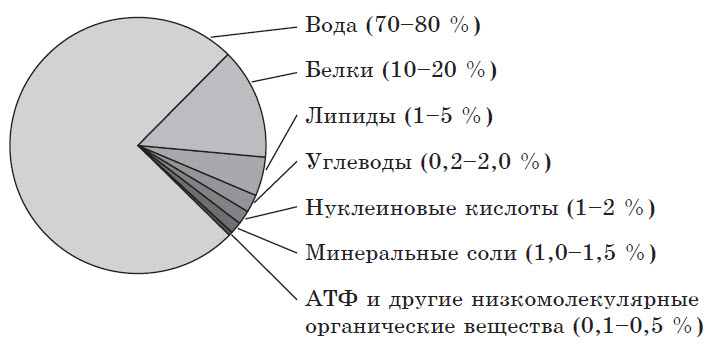 Вода (70–80 %)
Белки (10–20 %)
Липиды (1–5 %)
Углеводы (0,2–2,0 %)
Нуклеиновые кислоты (1–2 %)
Минеральные соли (1,0–1,5 %)
АТФ и другие низкомолекулярные
органические вещества (0,1–0,5 %)